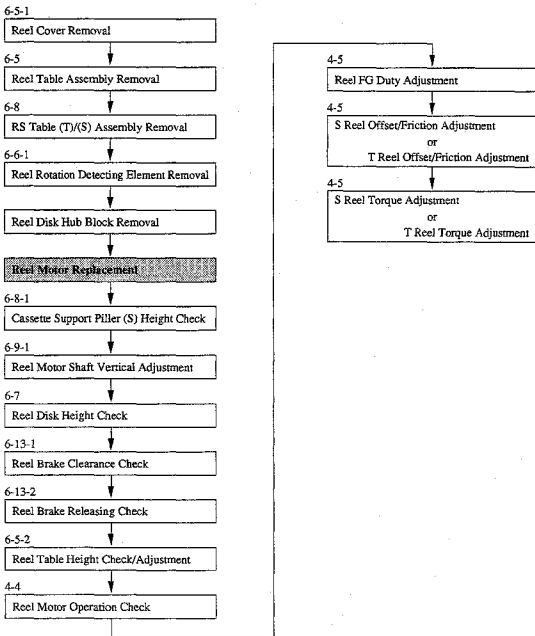 6-5-1
Reel Cover Removal
6-5
Reel Table Assembly Removal
6-8
RS Table (T)/(S) Assembly Removal
6-6-1
Reel Rotation Detecting Element Removal
Reel Disk Hub Block Removal
Reel Motor Replacement
6-8-1
Cassette Support Piller (S) Height Check
6-9-1
Reel Motor Shaft Vertical Adjustment
6-7
Reel Disk Height Check
6-13-1
Reel Brake Clearance Check
6-13-2
Reel Brake Releasing Check
6-5-2
Reel Table Height Check/Adjustment
4-4
Reel Motor Operation Check
4-5
Reel FG Duty Adjustment
4-5
S Reel Offset/Friction Adjustment
or
T Reel Offset/Friction Adjustment
4-5
S Reel Torque Adjustment
or
T Reel Torque Adjustment